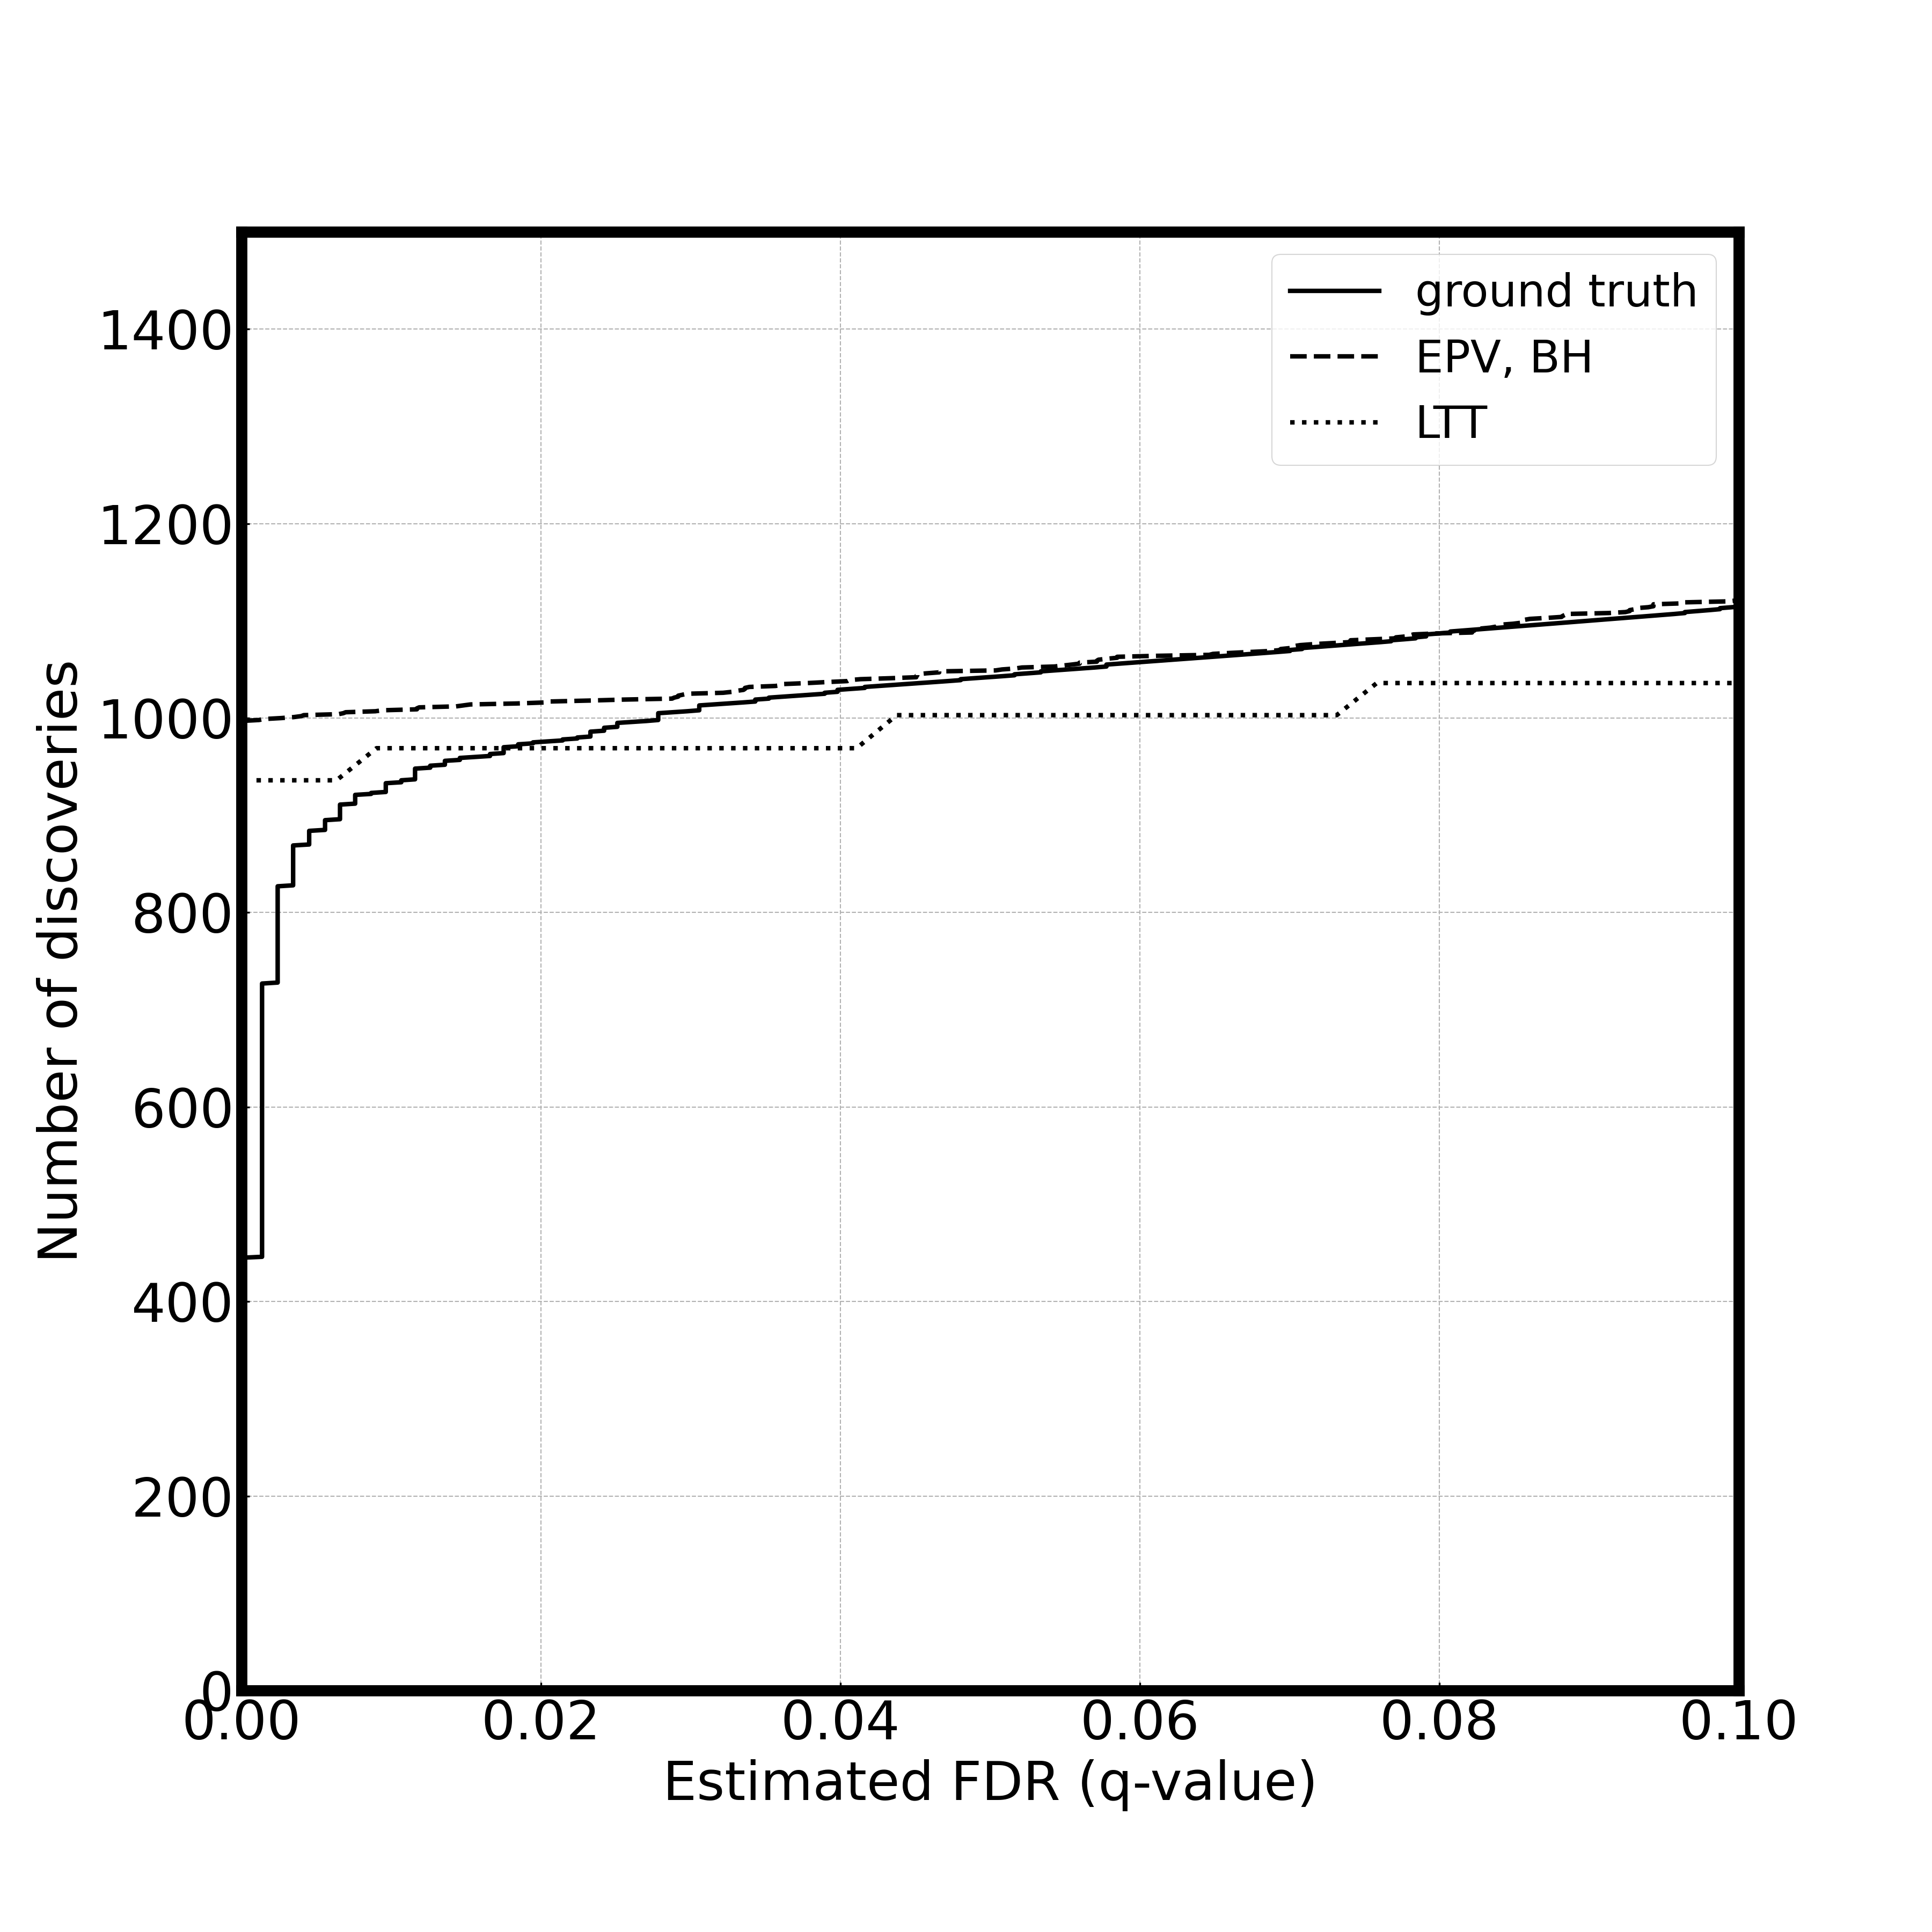 ground truth
EPV, BH
LTT
Number of discoveries
1400
1200
1000
800
600
400
200
0
0.00 0.02 0.04 0.06 0.08 0.10
Estimated FDR (q-value)